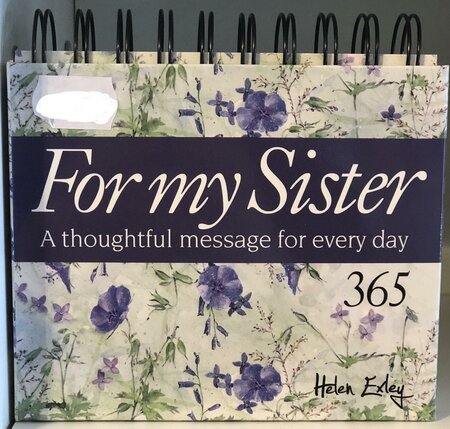 For my Sister
A thoughtful message for every day
365
Helen Exley